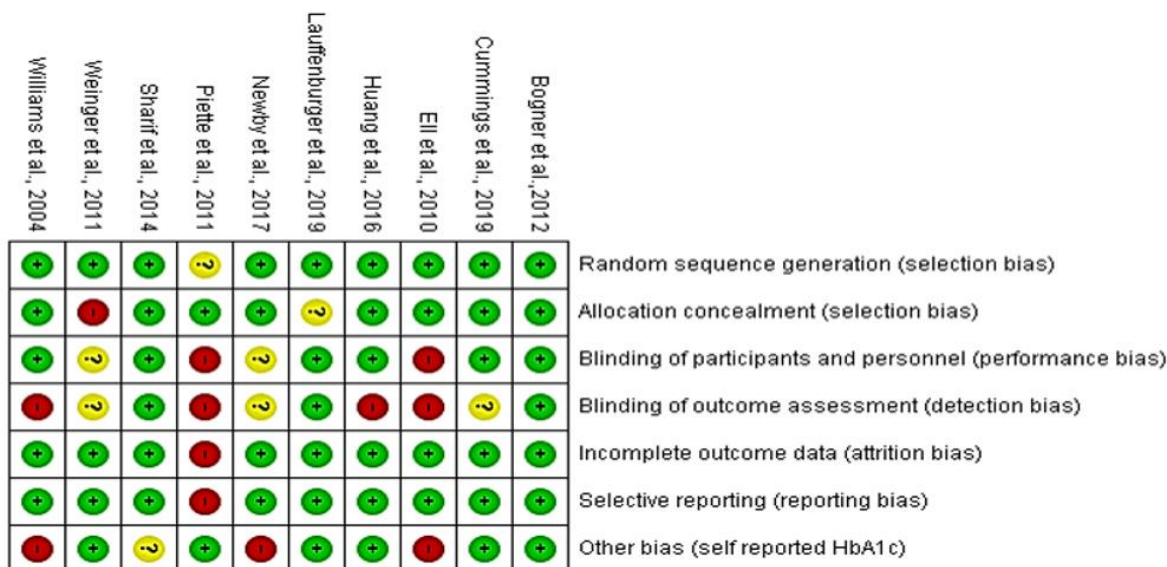 Williams et al., 2004
Weinger et al., 2011
Sharif et al., 2014
Piette et al., 2011
Newby et al., 2017
Lauffenburger et al., 2019
Huang et al., 2016
Ell et al., 2010
Cummings et al., 2019
Bogner et al.,2012
+ + + ? + + + + + + Random sequence generation (selection bias)
+ - + + + ? + + + + Allocation concealment (selection bias)
+ ? + - ? + + - + + Blinding of participants and personnel (performance bias)
- ? + - ? + - - ? + Blinding of outcome assessment (detection bias)
+ + + - + + + + + + Incomplete outcome data (attrition bias)
+ + + - + + + + + + Selective reporting (reporting bias)
- + ? + - + + - + + Other bias (self reported HbA1c)